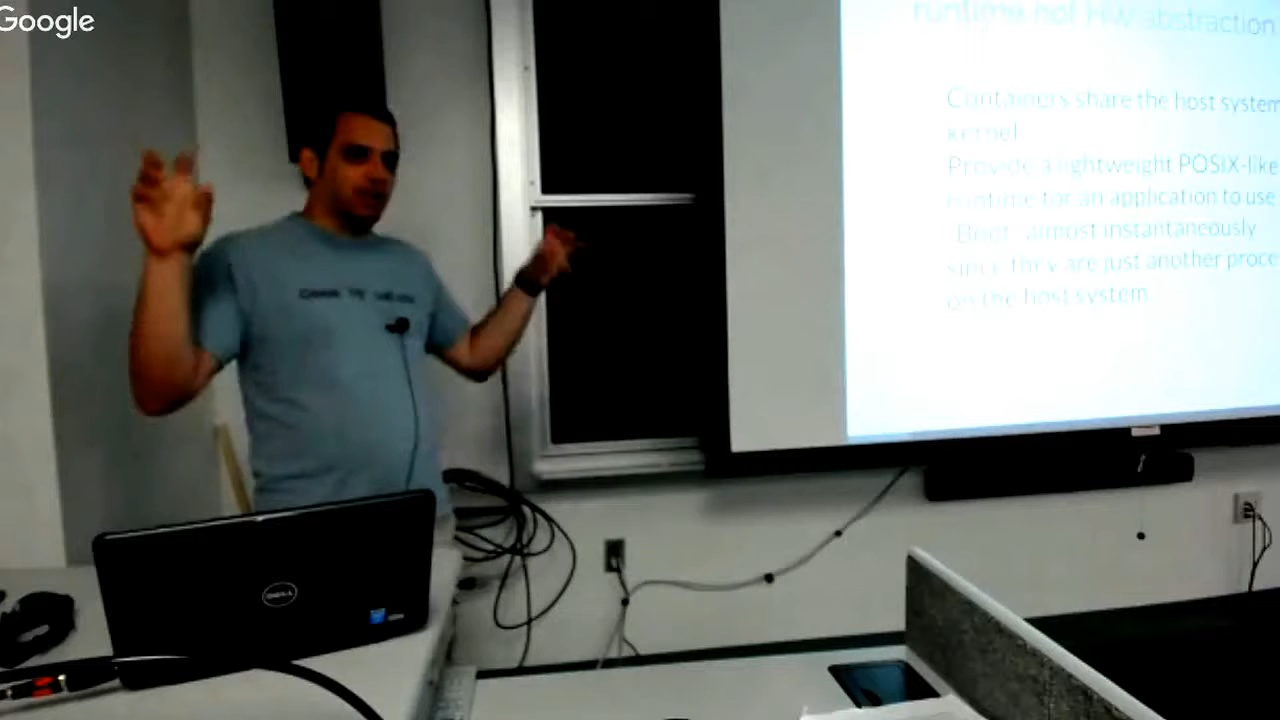 Google
runtime not HW abstraction
Containers share the host system
kernel
Provide a lightweight POSIX-like
runtime for an application to use
"Boot" almost instantaneously
since they are just another proce
on the host system
DELL